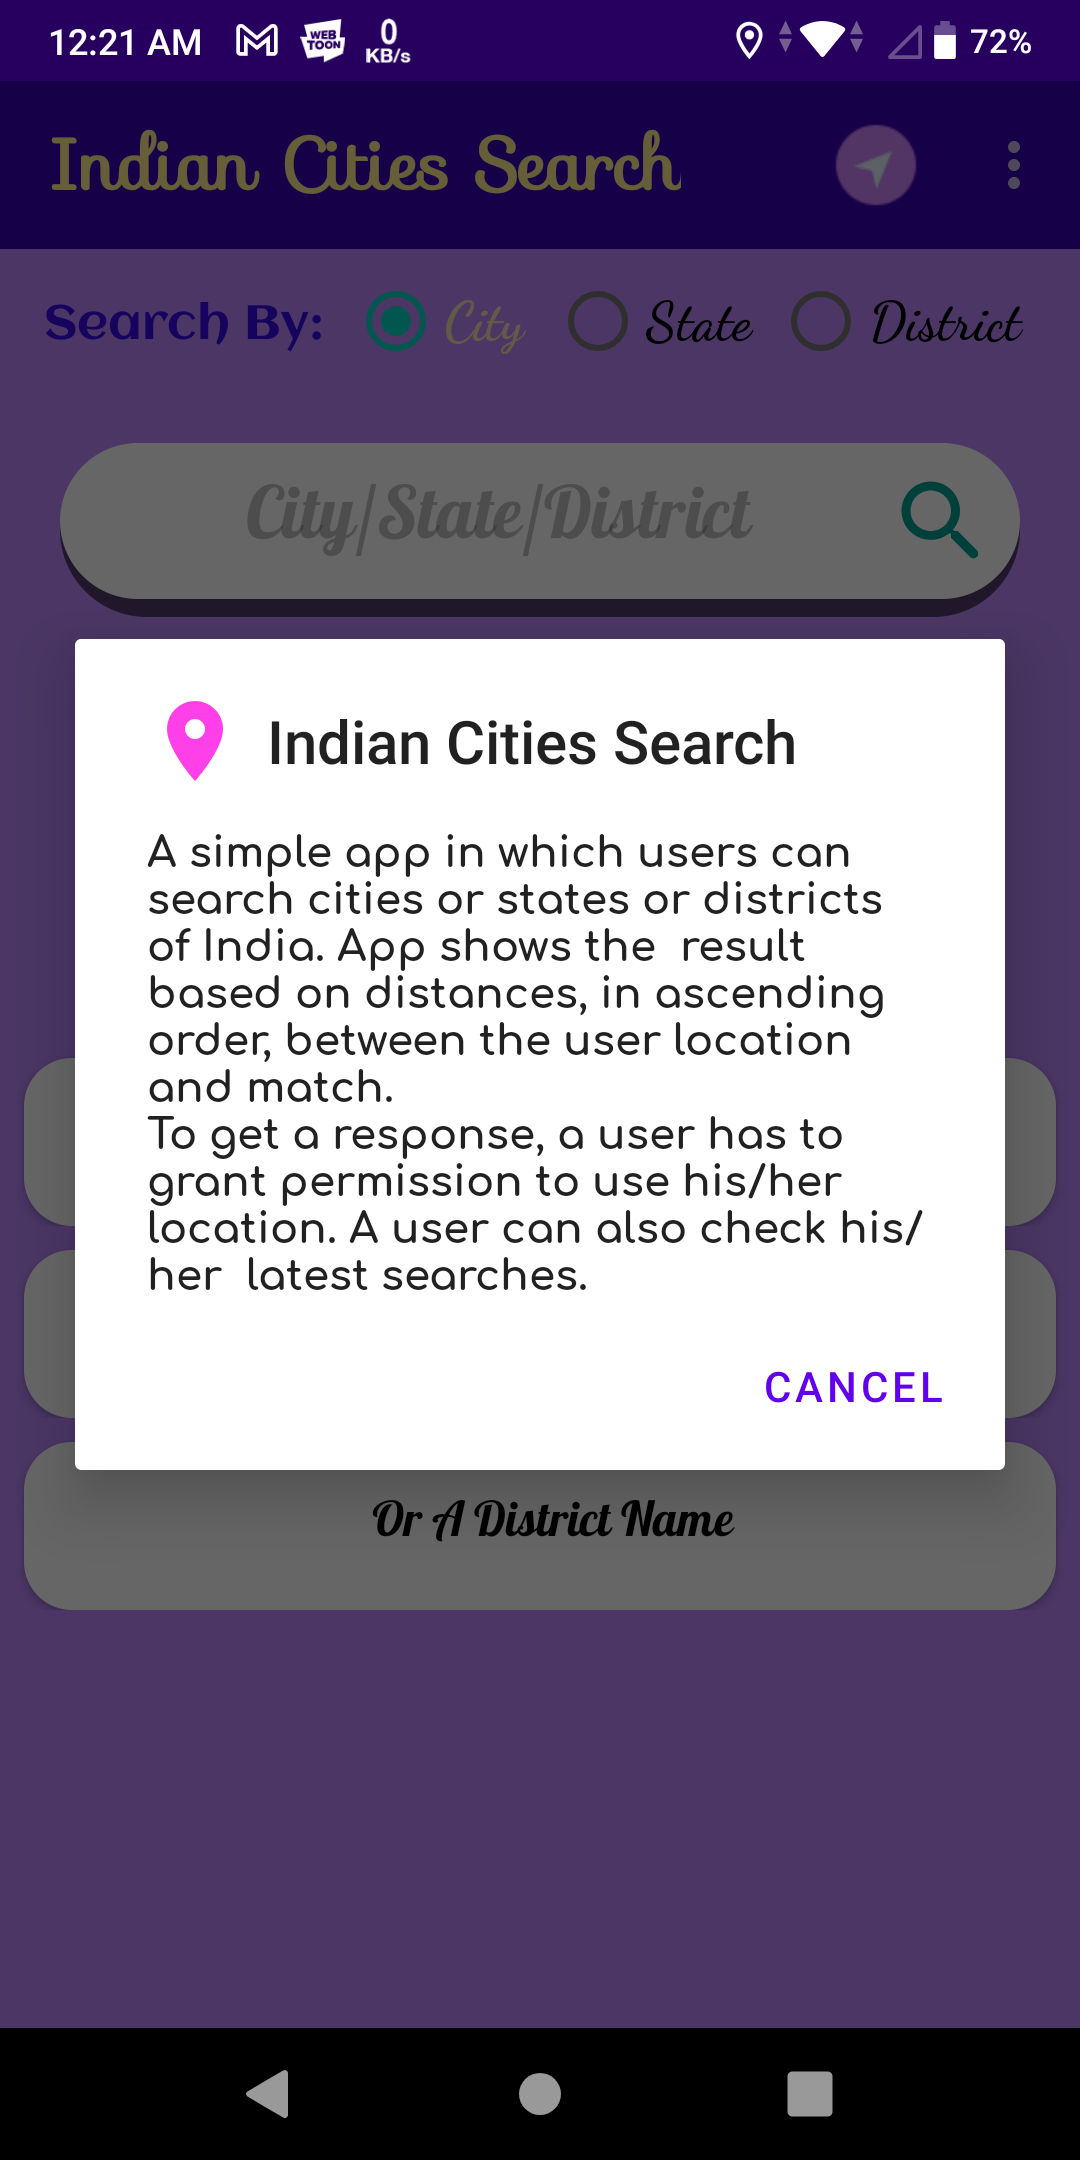 12:21 AM WEB TOON 0 KB/s 72%
Indian Cities Search
Search By: City State District
City/State/District
Indian Cities Search
A simple app in which users can
search cities or states or districts
of India. App shows the  result
based on distances, in ascending
order, between the user location
and match.
To get a response, a user has to
grant permission to use his/her
location. A user can also check his/
her  latest searches.
CANCEL
Or A District Name